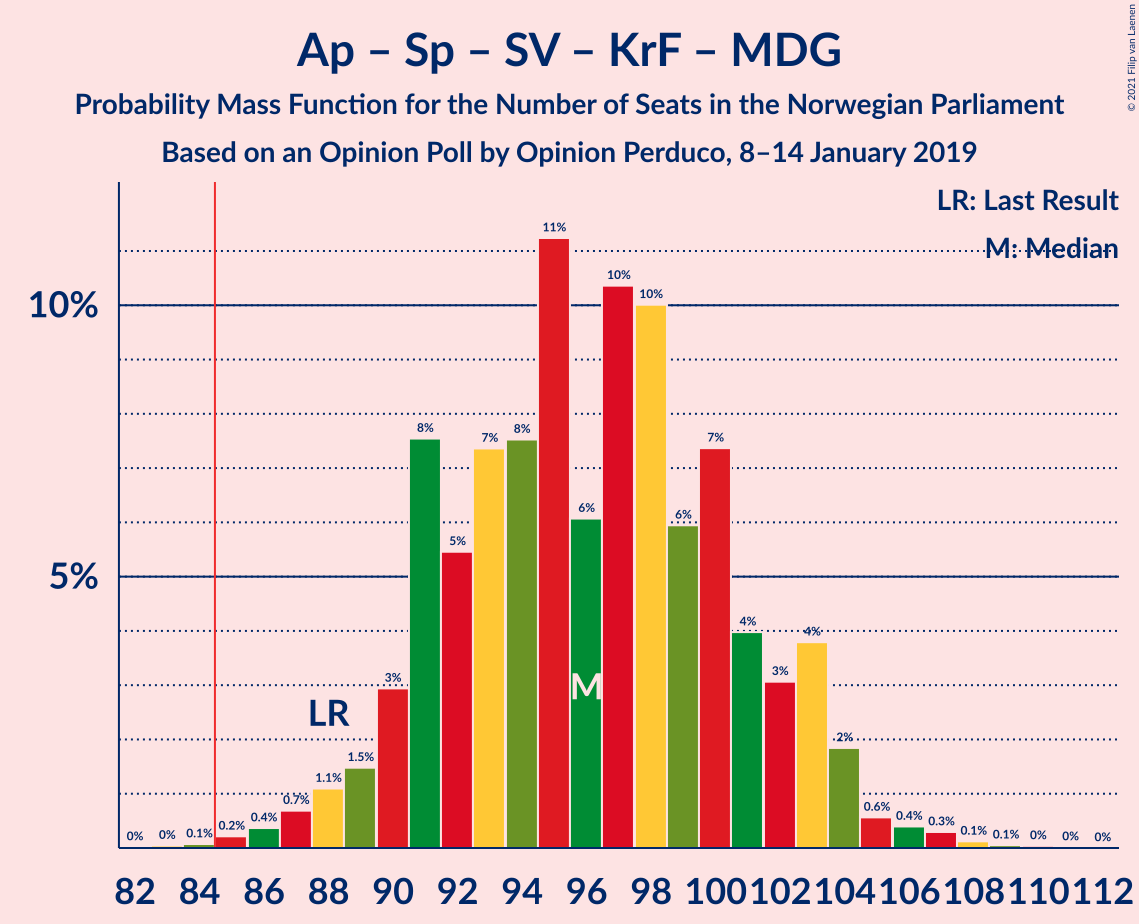 Ap – Sp – SV – KrF – MDG
Probability Mass Function for the Number of Seats in the Norwegian Parliament
Based on an Opinion Poll by Opinion Perduco, 8–14 January 2019
© 2021 Filip van Laenen
LR: Last Result
M: Median
10%
5%
0% 0% 0.1% 0.2% 0.4% 0.7% 1.1% 1.5% 3% 8% 5% 7% 8% 11% 6% 10% 10% 6% 7% 4% 3% 4% 2% 0.6% 0.4% 0.3% 0.1% 0.1% 0% 0% 0%
LR
M
82 84 86 88 90 92 94 96 98 100 102 104 106 108 110 112